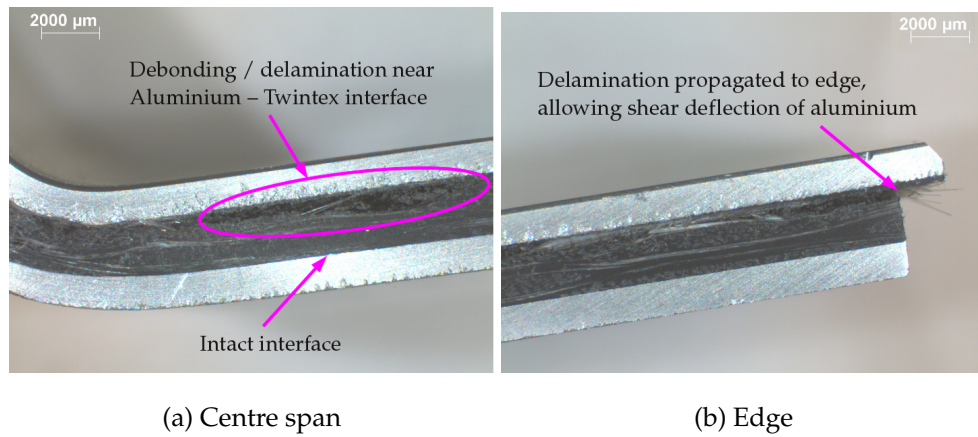 2000 µm
Debonding / delamination near
Aluminium – Twintex interface
Intact interface
(a) Centre span
2000 µm
Delamination propagated to edge,
allowing shear deflection of aluminium
(b) Edge